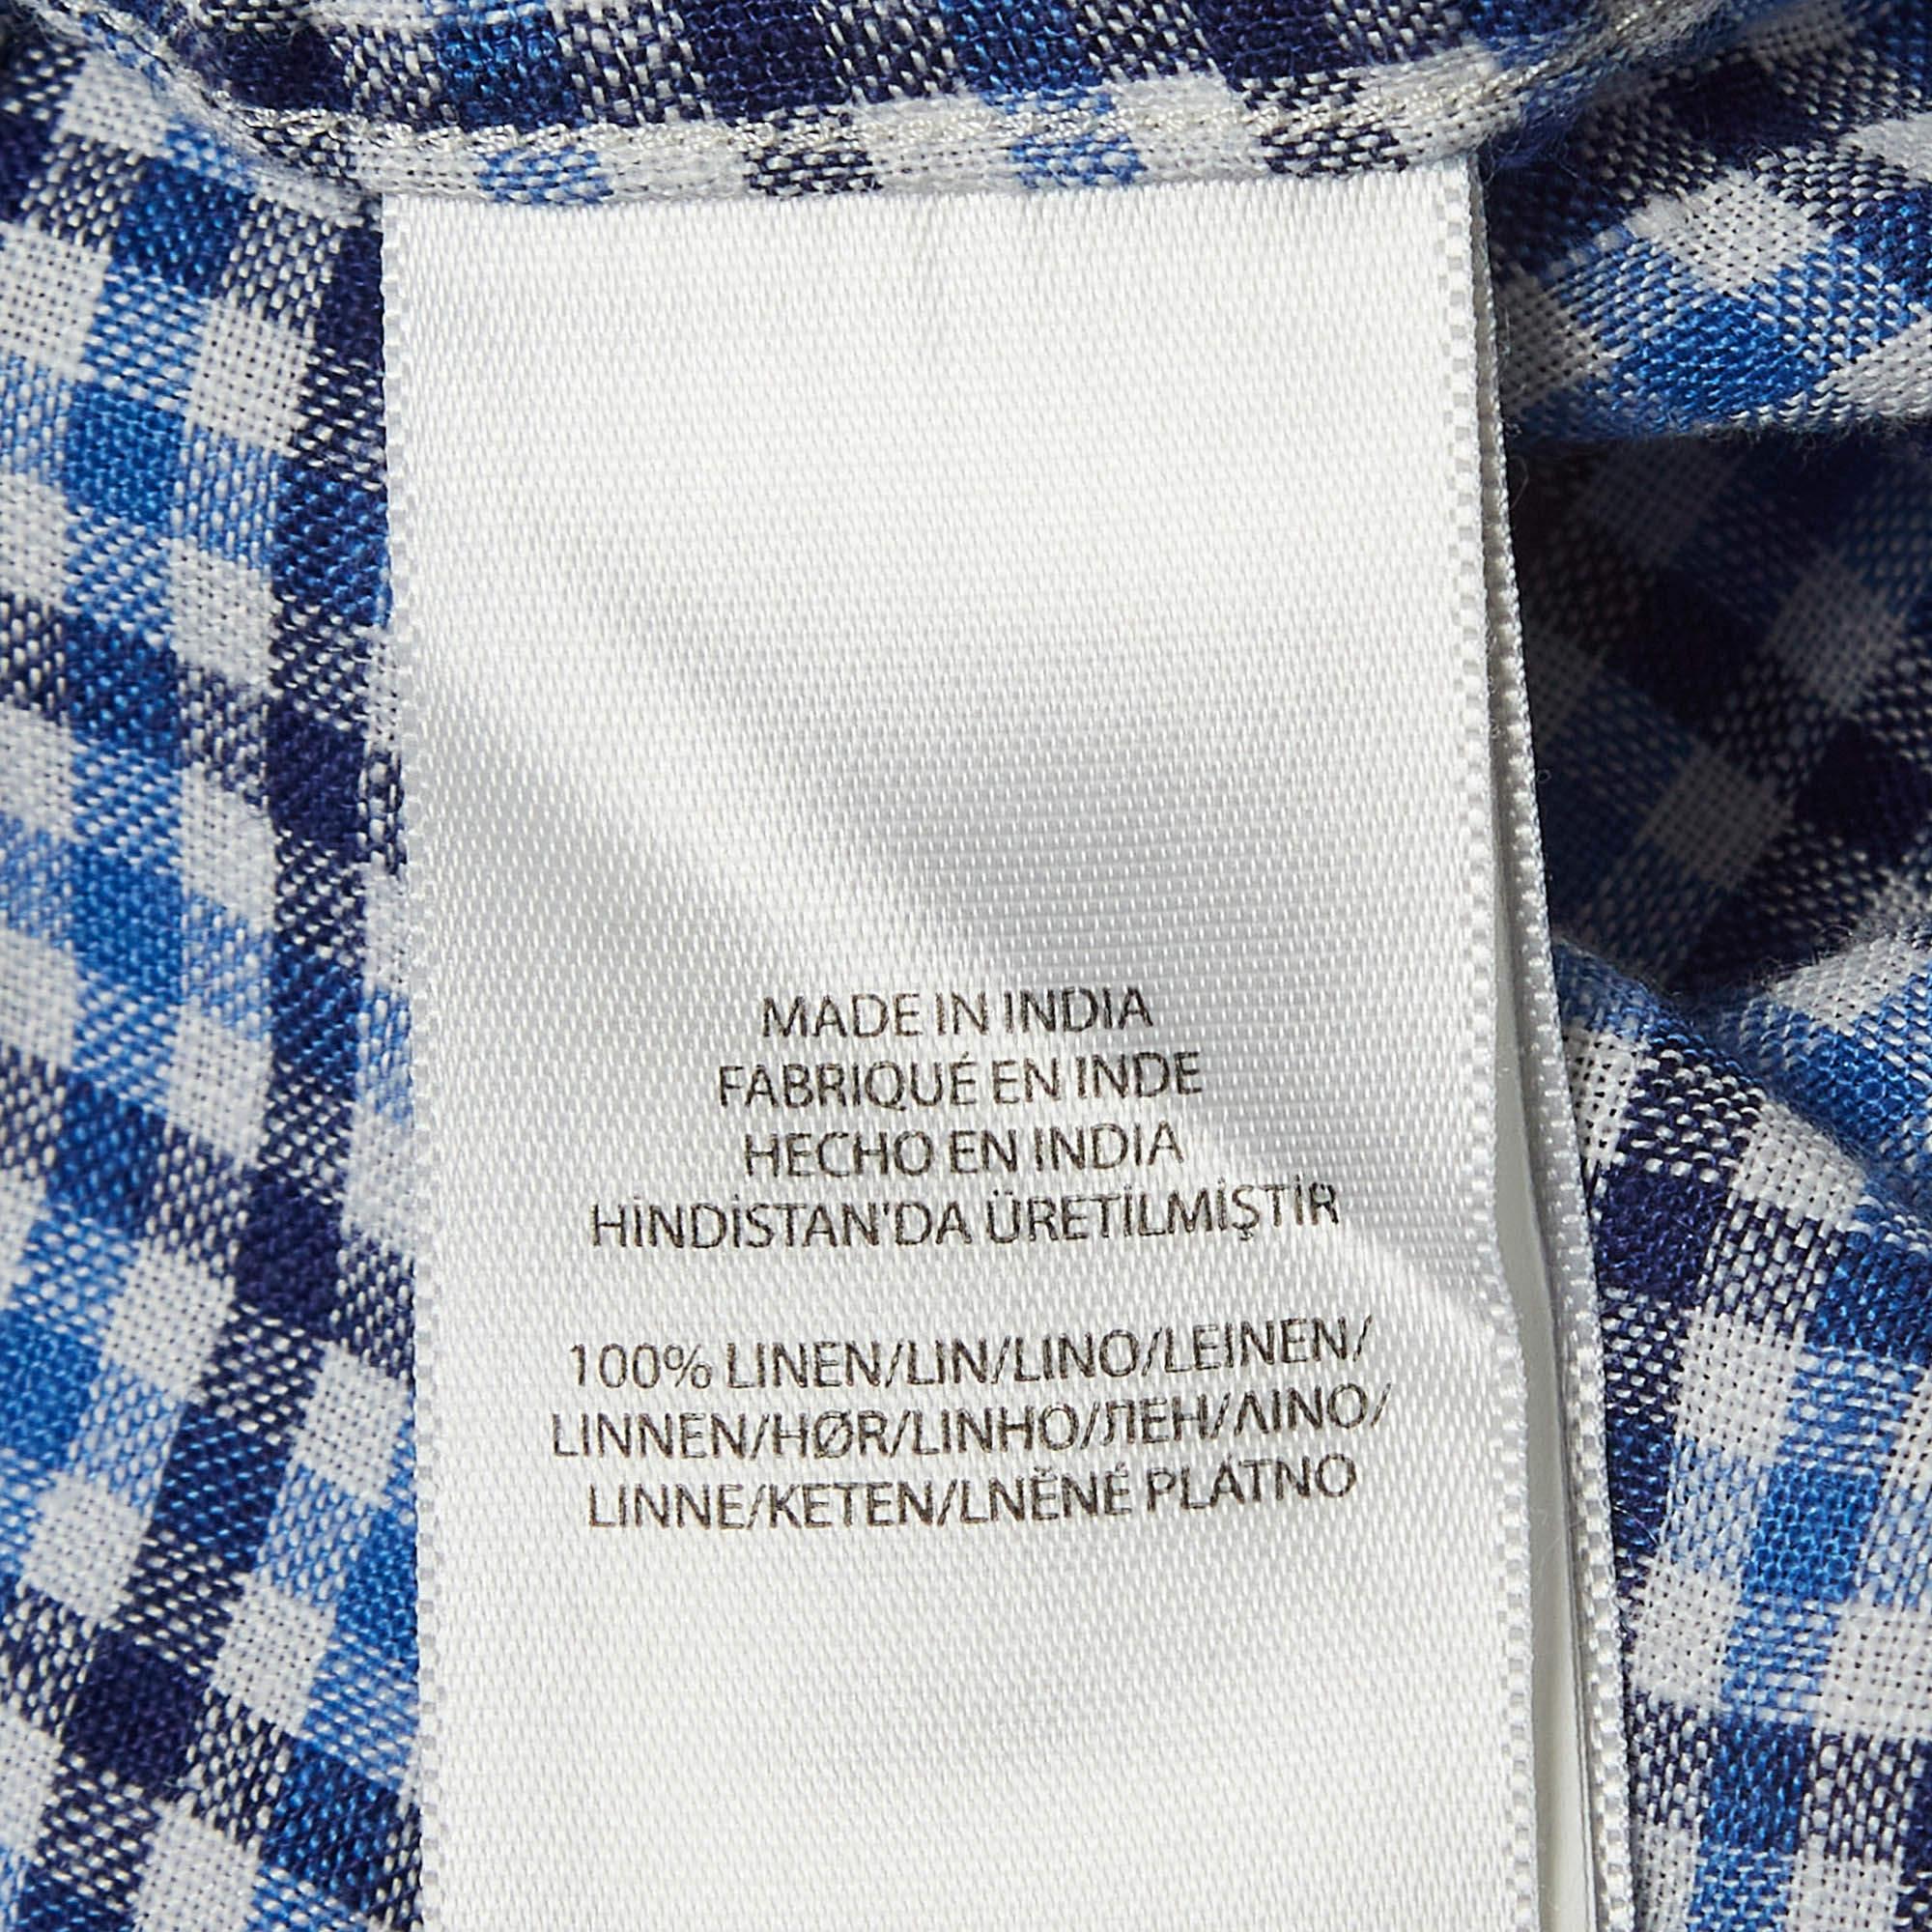 MADE IN INDIA
FABRIQUÉ EN INDE
HECHO EN INDIA
HİNDİSTAN'DA ÜRETİLMİŞTİR
100% LINEN/LIN/LINO/LEINEN/
LINNEN/HØR/LINHO/ЛЕН/ΛΙΝΟ/
LINNE/KETEN/LNĚNÉ PLÁTNO